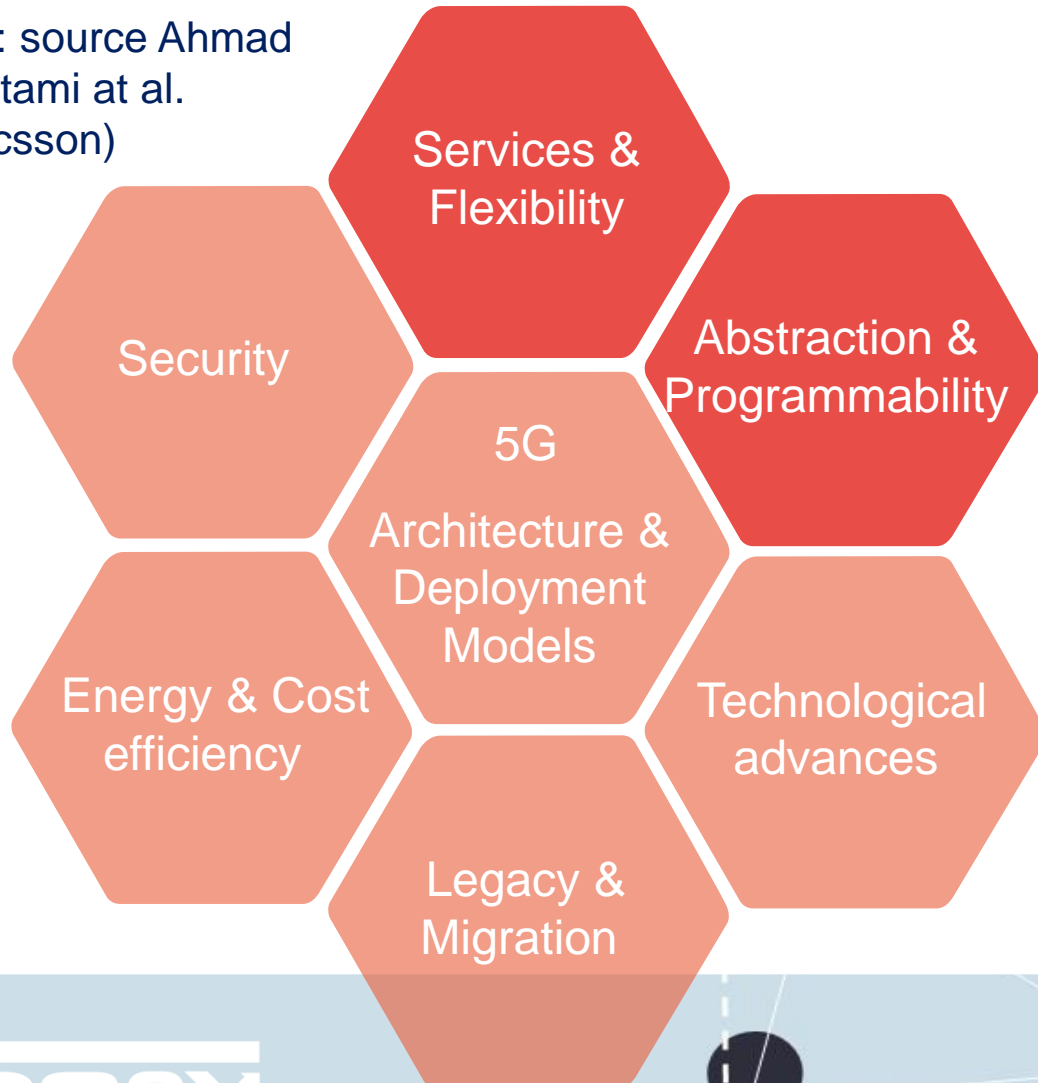 : source Ahmad
tami at al.
csson)
Services &
Flexibility
Security
Abstraction &
Programmability
5G
Architecture &
Deployment
Models
Energy & Cost
efficiency
Technological
advances
Legacy &
Migration